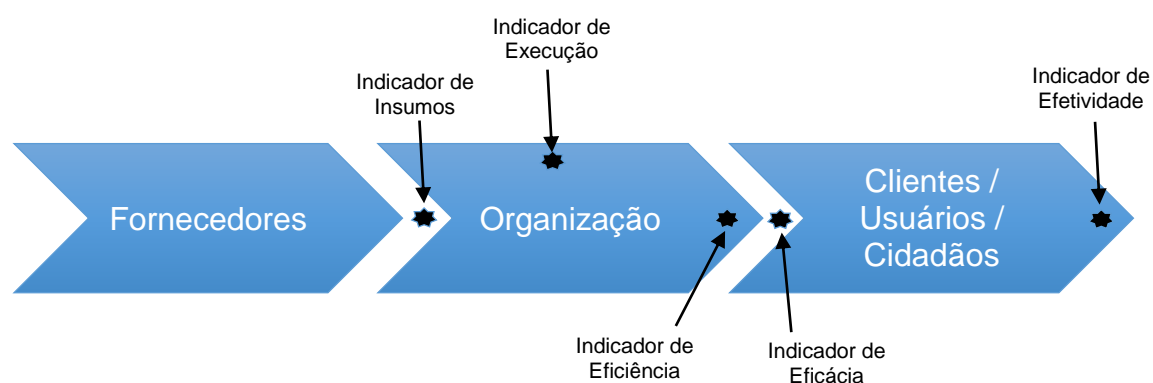 Indicador de
Execução
Indicador de
Insumos
Indicador de
Efetividade
Fornecedores
Organização
Clientes /
Usuários /
Cidadãos
Indicador de
Eficiência
Indicador de
Eficácia